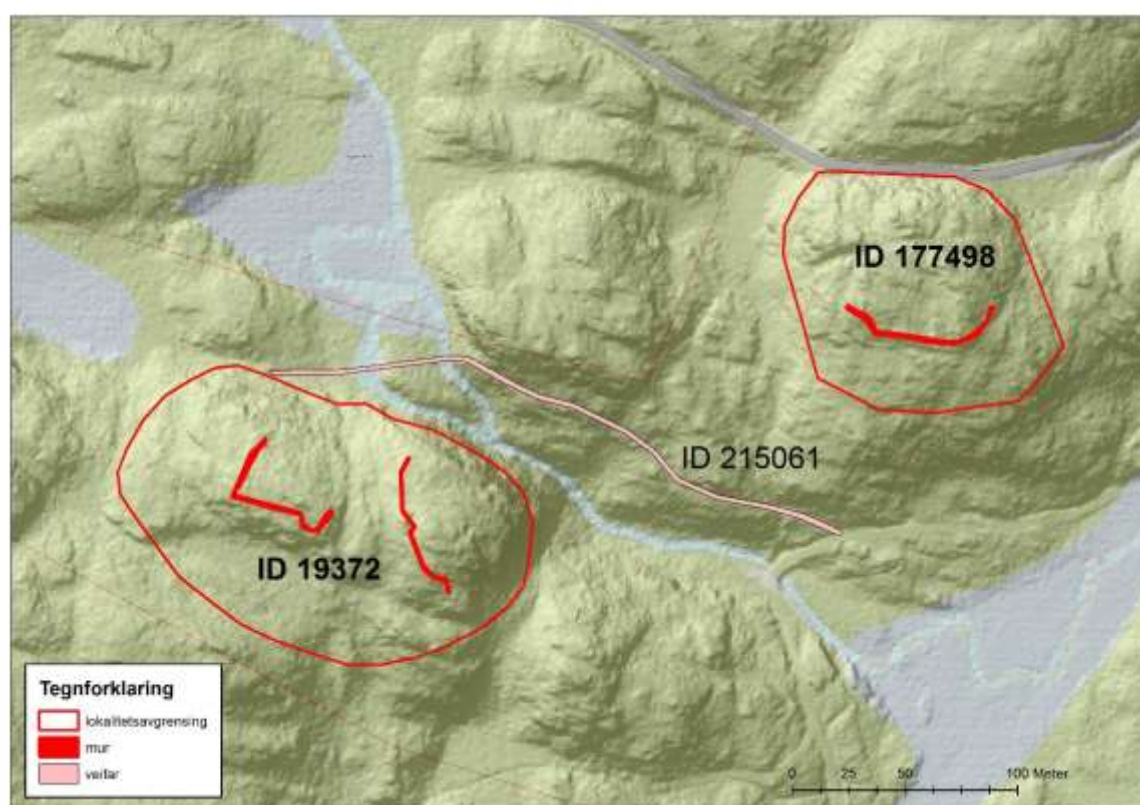 ID 177498
ID 215061
ID 19372
Tegnforklaring
lokalitetsavgrensing
mur
veifar
0 25 50 100 Meter